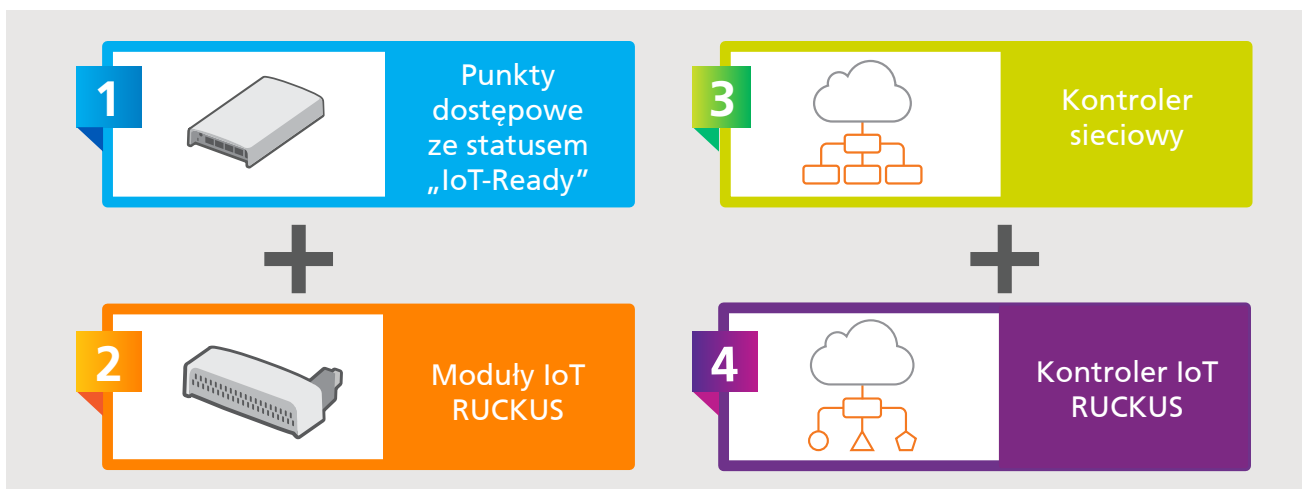 1
Punkty
dostępowe
ze statusem
„IoT-Ready”
2
Moduły IoT
RUCKUS
3
Kontroler
sieciowy
4
Kontroler IoT
RUCKUS